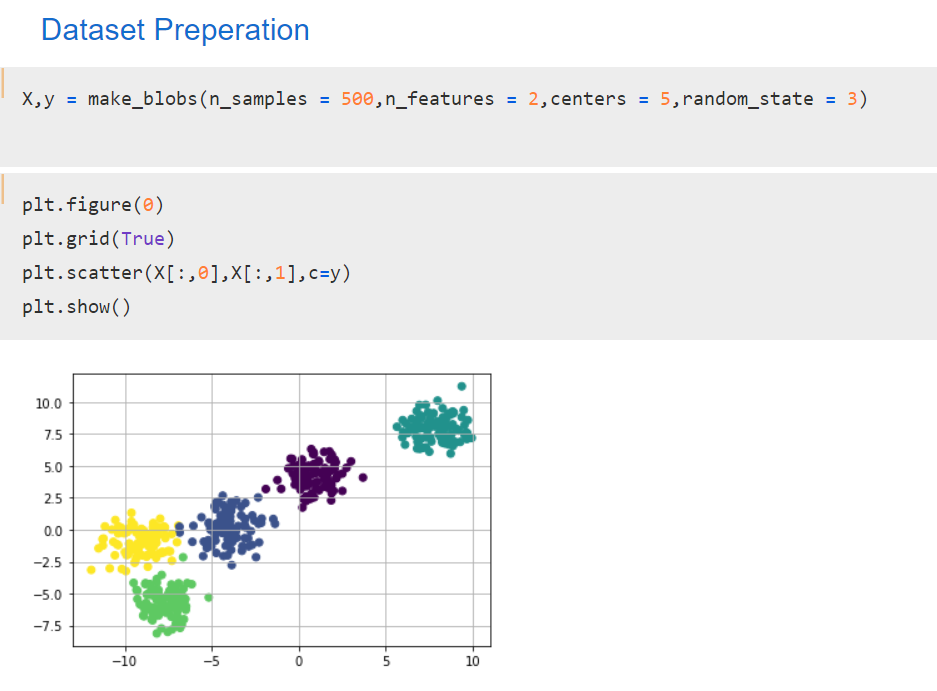 Dataset Preperation
X,y = make_blobs(n_samples = 500,n_features = 2,centers = 5,random_state = 3)
plt.figure(0)
plt.grid(True)
plt.scatter(X[:,0],X[:,1],c=y)
plt.show()
10.0
7.5
5.0
2.5
0.0
−2.5
−5.0
−7.5
−10 −5 0 5 10